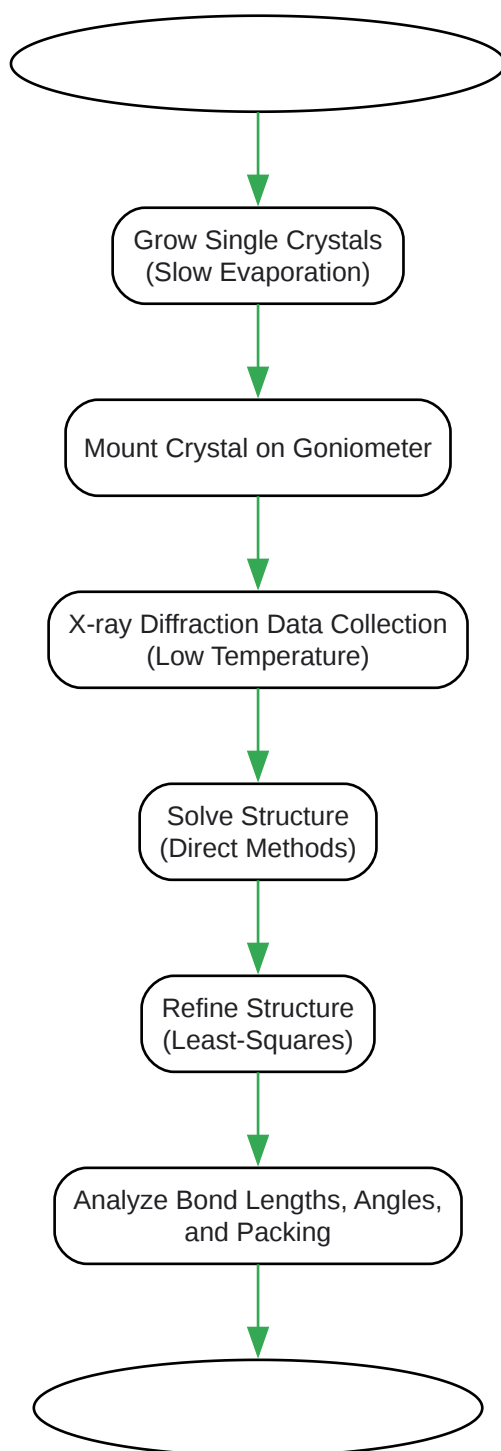 Grow Single Crystals
(Slow Evaporation)
Mount Crystal on Goniometer
X-ray Diffraction Data Collection
(Low Temperature)
Solve Structure
(Direct Methods)
Refine Structure
(Least-Squares)
Analyze Bond Lengths, Angles,
and Packing